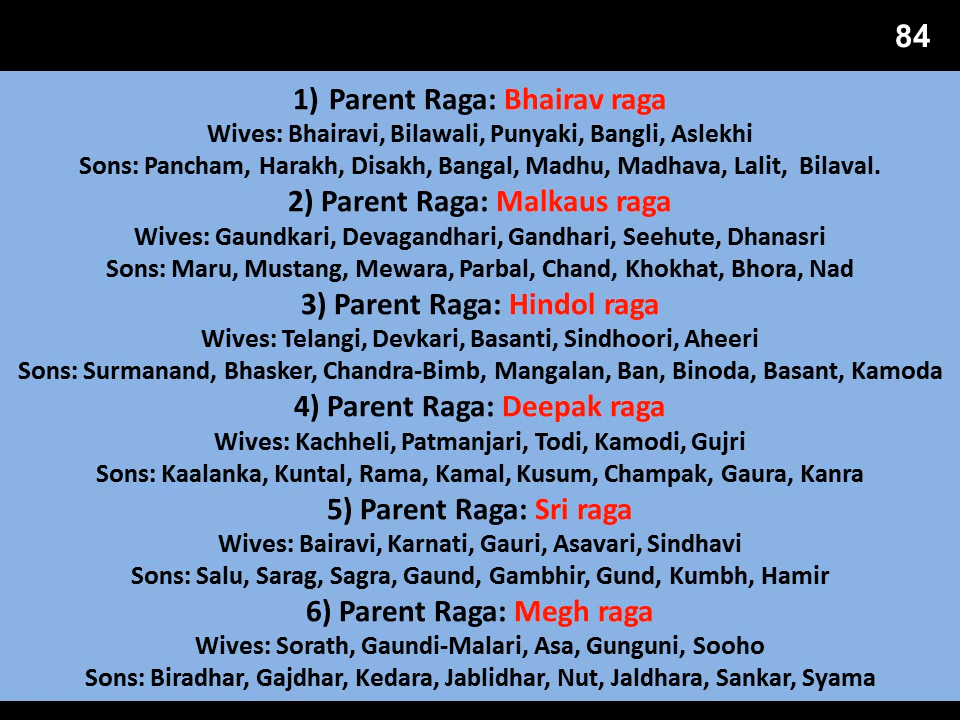 84
1) Parent Raga: Bhairav raga
Wives: Bhairavi, Bilawali, Punyaki, Bangli, Aslekhi
Sons: Pancham, Harakh, Disakh, Bangal, Madhu, Madhava, Lalit, Bilaval.
2) Parent Raga: Malkaus raga
Wives: Gaundkari, Devagandhari, Gandhari, Seehute, Dhanasri
Sons: Maru, Mustang, Mewara, Parbal, Chand, Khokhat, Bhora, Nad
3) Parent Raga: Hindol raga
Wives: Telangi, Devkari, Basanti, Sindhoori, Aheeri
Sons: Surmanand, Bhasker, Chandra-Bimb, Mangalan, Ban, Binoda, Basant, Kamoda
4) Parent Raga: Deepak raga
Wives: Kachheli, Patmanjari, Todi, Kamodi, Gujri
Sons: Kaalanka, Kuntal, Rama, Kamal, Kusum, Champak, Gaura, Kanra
5) Parent Raga: Sri raga
Wives: Bairavi, Karnati, Gauri, Asavari, Sindhavi
Sons: Salu, Sarag, Sagra, Gaund, Gambhir, Gund, Kumbh, Hamir
6) Parent Raga: Megh raga
Wives: Sorath, Gaundi-Malari, Asa, Gunguni, Sooho
Sons: Biradhar, Gajdhar, Kedara, Jablidhar, Nut, Jaldhara, Sankar, Syama